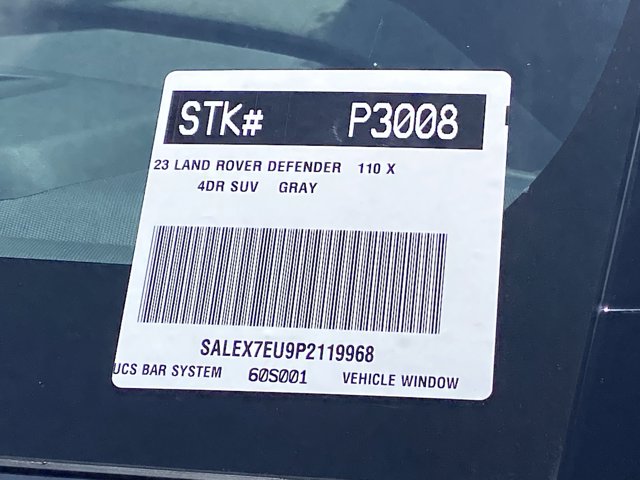 STK# P3008
23 LAND ROVER DEFENDER 110 X
4DR SUV GRAY
SALEX7EU9P2119968
UCS BAR SYSTEM 60S001 VEHICLE WINDOW